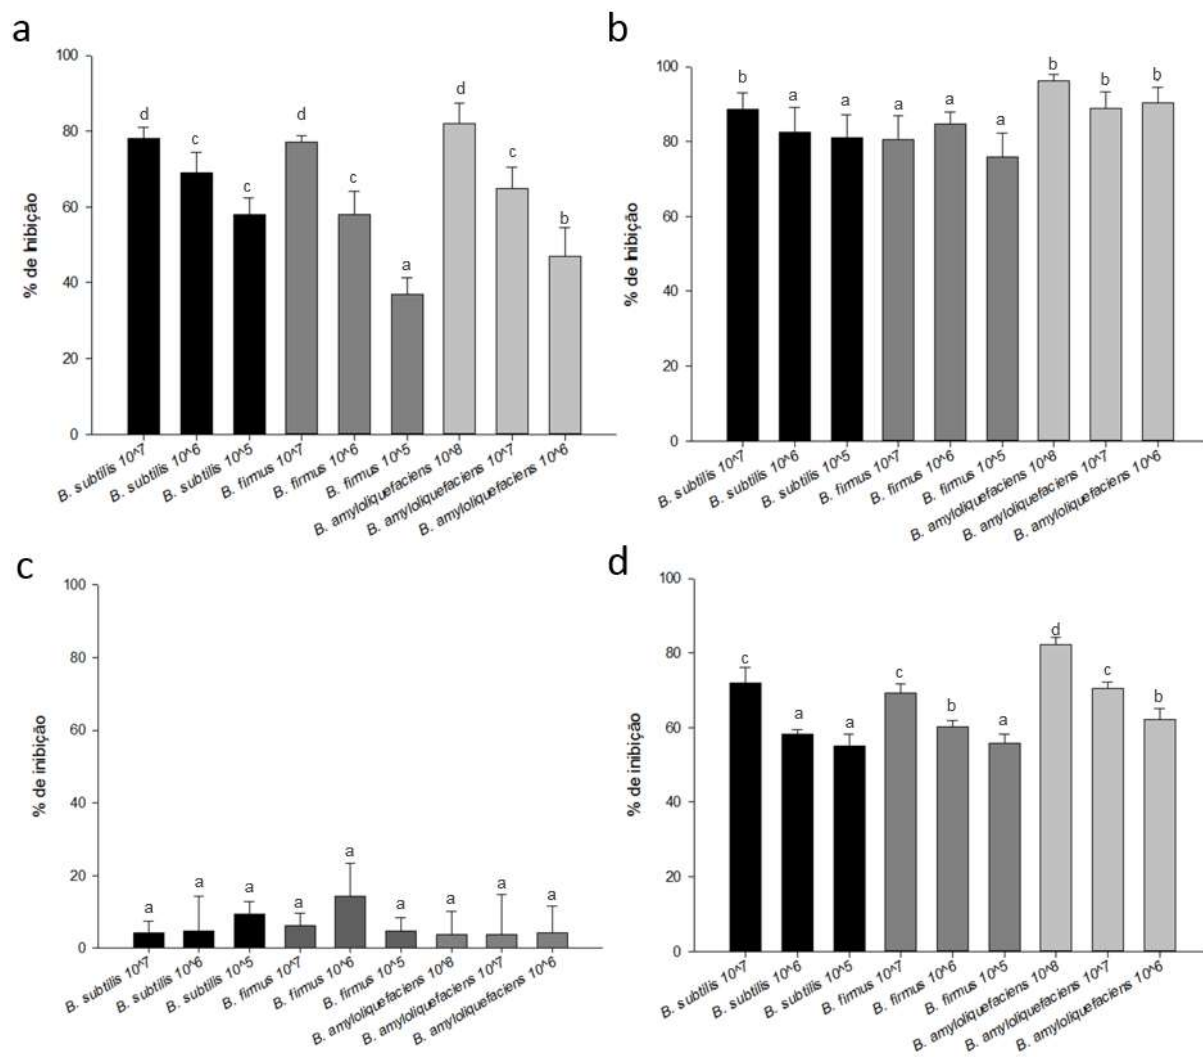 a
100
80
60
40
20
0
% de Inibição
d
c
c
d
c
a
d
c
b
B. subtilis 10^7
B. subtilis 10^6
B. subtilis 10^5
B. firmus 10^7
B. firmus 10^6
B. firmus 10^5
B. amyloliquefaciens 10^8
B. amyloliquefaciens 10^7
B. amyloliquefaciens 10^6
b
100
80
60
40
20
0
% de Inibição
b
a
a
a
a
a
b
b
b
B. subtilis 10^7
B. subtilis 10^6
B. subtilis 10^5
B. firmus 10^7
B. firmus 10^6
B. firmus 10^5
B. amyloliquefaciens 10^8
B. amyloliquefaciens 10^7
B. amyloliquefaciens 10^6
c
100
80
60
40
20
0
% de inibição
a
a
a
a
a
a
a
a
a
B. subtilis 10^7
B. subtilis 10^6
B. subtilis 10^5
B. firmus 10^7
B. firmus 10^6
B. firmus 10^5
B. amyloliquefaciens 10^8
B. amyloliquefaciens 10^7
B. amyloliquefaciens 10^6
d
100
80
60
40
20
0
% de inibição
c
a
a
c
b
a
d
c
b
B. subtilis 10^7
B. subtilis 10^6
B. subtilis 10^5
B. firmus 10^7
B. firmus 10^6
B. firmus 10^5
B. amyloliquefaciens 10^8
B. amyloliquefaciens 10^7
B. amyloliquefaciens 10^6